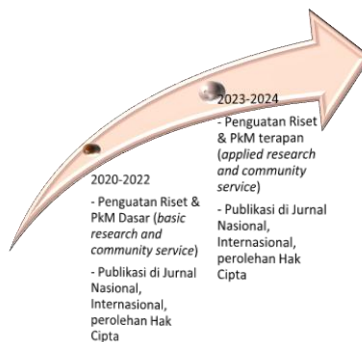 2020-2022
- Penguatan Riset &
PkM Dasar (basic
research and
community service)
- Publikasi di Jurnal
Nasional,
Internasional,
perolehan Hak
Cipta
2023-2024
- Penguatan Riset
& PkM terapan
(applied research
and community
service)
- Publikasi di Jurnal
Nasional,
Internasional,
perolehan Hak
Cipta